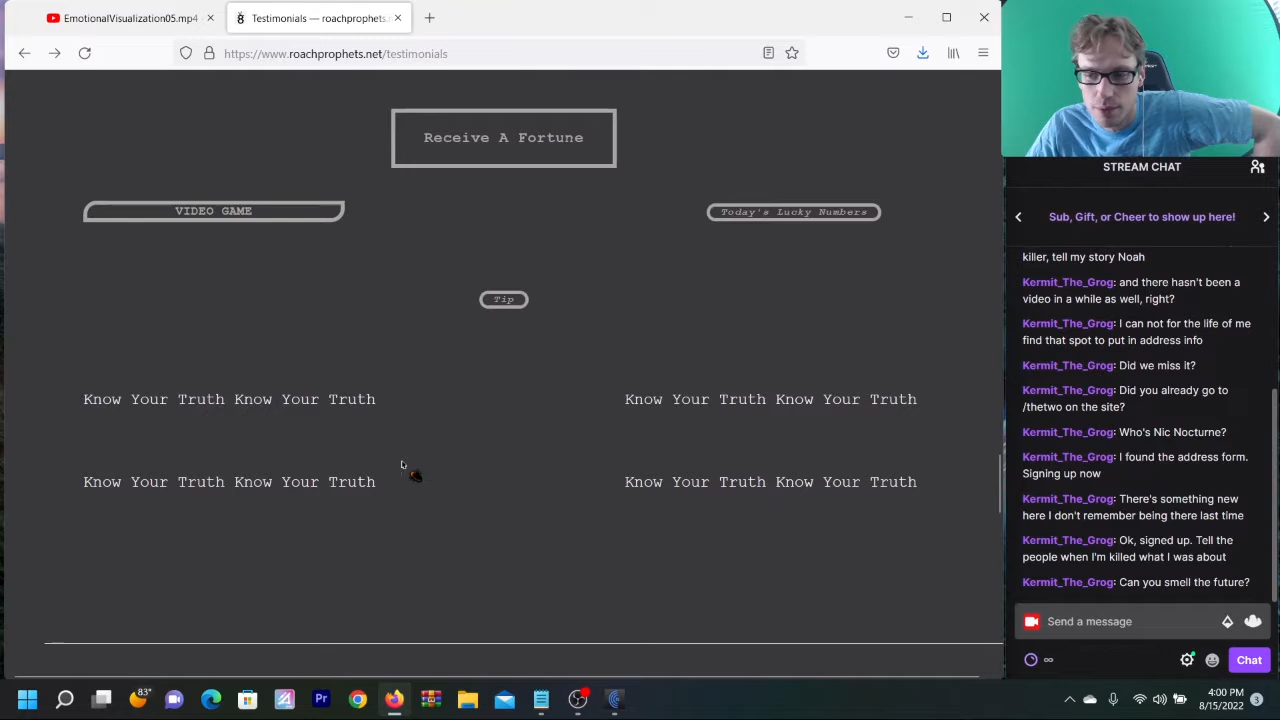 EmotionalVisualization05.mp4
Testimonials — roachprophets.
https://www.roachprophets.net/testimonials
Receive A Fortune
VIDEO GAME
Today's Lucky Numbers
Tip
Know Your Truth Know Your Truth
Know Your Truth Know Your Truth
Know Your Truth Know Your Truth
Know Your Truth Know Your Truth
STREAM CHAT
Sub, Gift, or Cheer to show up here!
killer, tell my story Noah
Kermit_The_Grog: and there hasn't been a
video in a while as well, right?
Kermit_The_Grog: I can not for the life of me
find that spot to put in address info
Kermit_The_Grog: Did we miss it?
Kermit_The_Grog: Did you already go to
/thetwo on the site?
Kermit_The_Grog: Who's Nic Nocturne?
Kermit_The_Grog: I found the address form.
Signing up now
Kermit_The_Grog: There's something new
here I don't remember being there last time
Kermit_The_Grog: Ok, signed up. Tell the
people when I'm killed what I was about
Kermit_The_Grog: Can you smell the future?
Send a message
Chat
83°
Pr
4:00 PM
8/15/2022
3